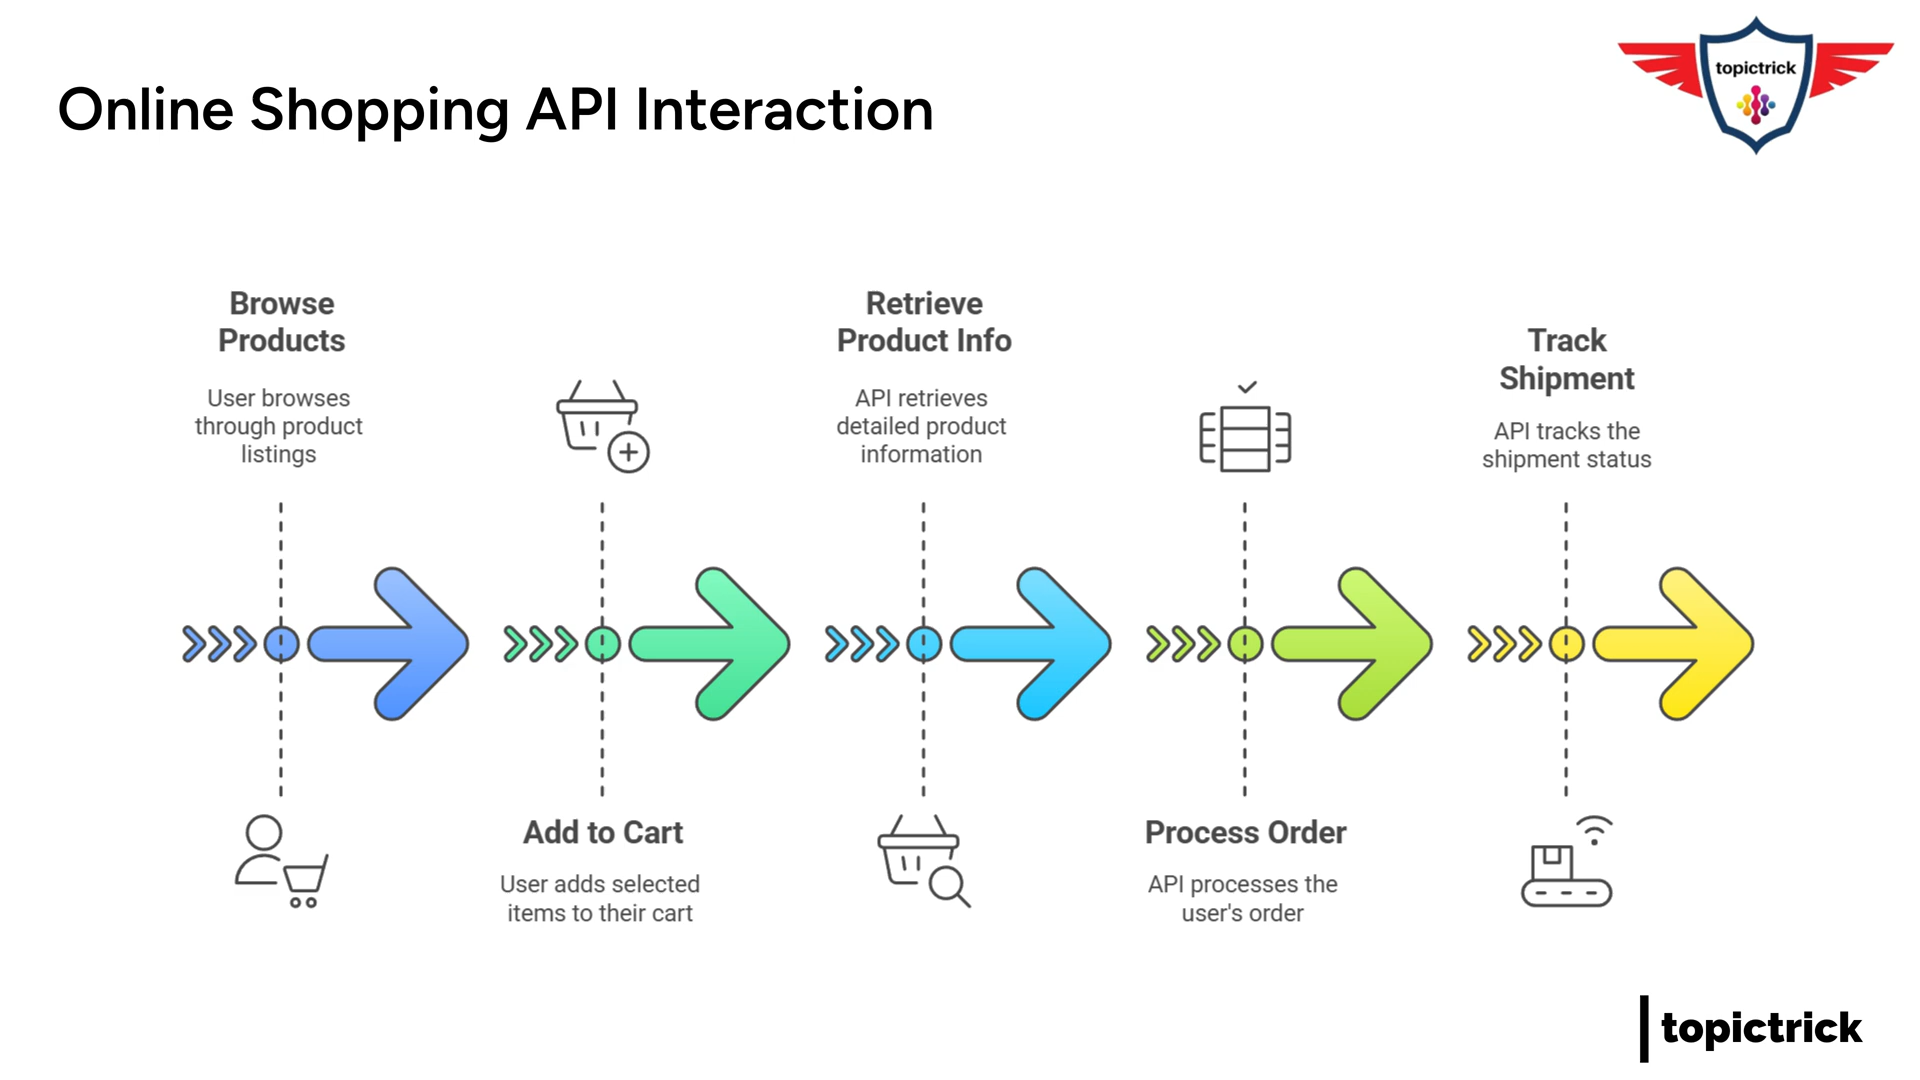 Online Shopping API Interaction
topictrick
Browse
Products
User browses
through product
listings
Add to Cart
User adds selected
items to their cart
Retrieve
Product Info
API retrieves
detailed product
information
Process Order
API processes the
user's order
Track
Shipment
API tracks the
shipment status
topictrick